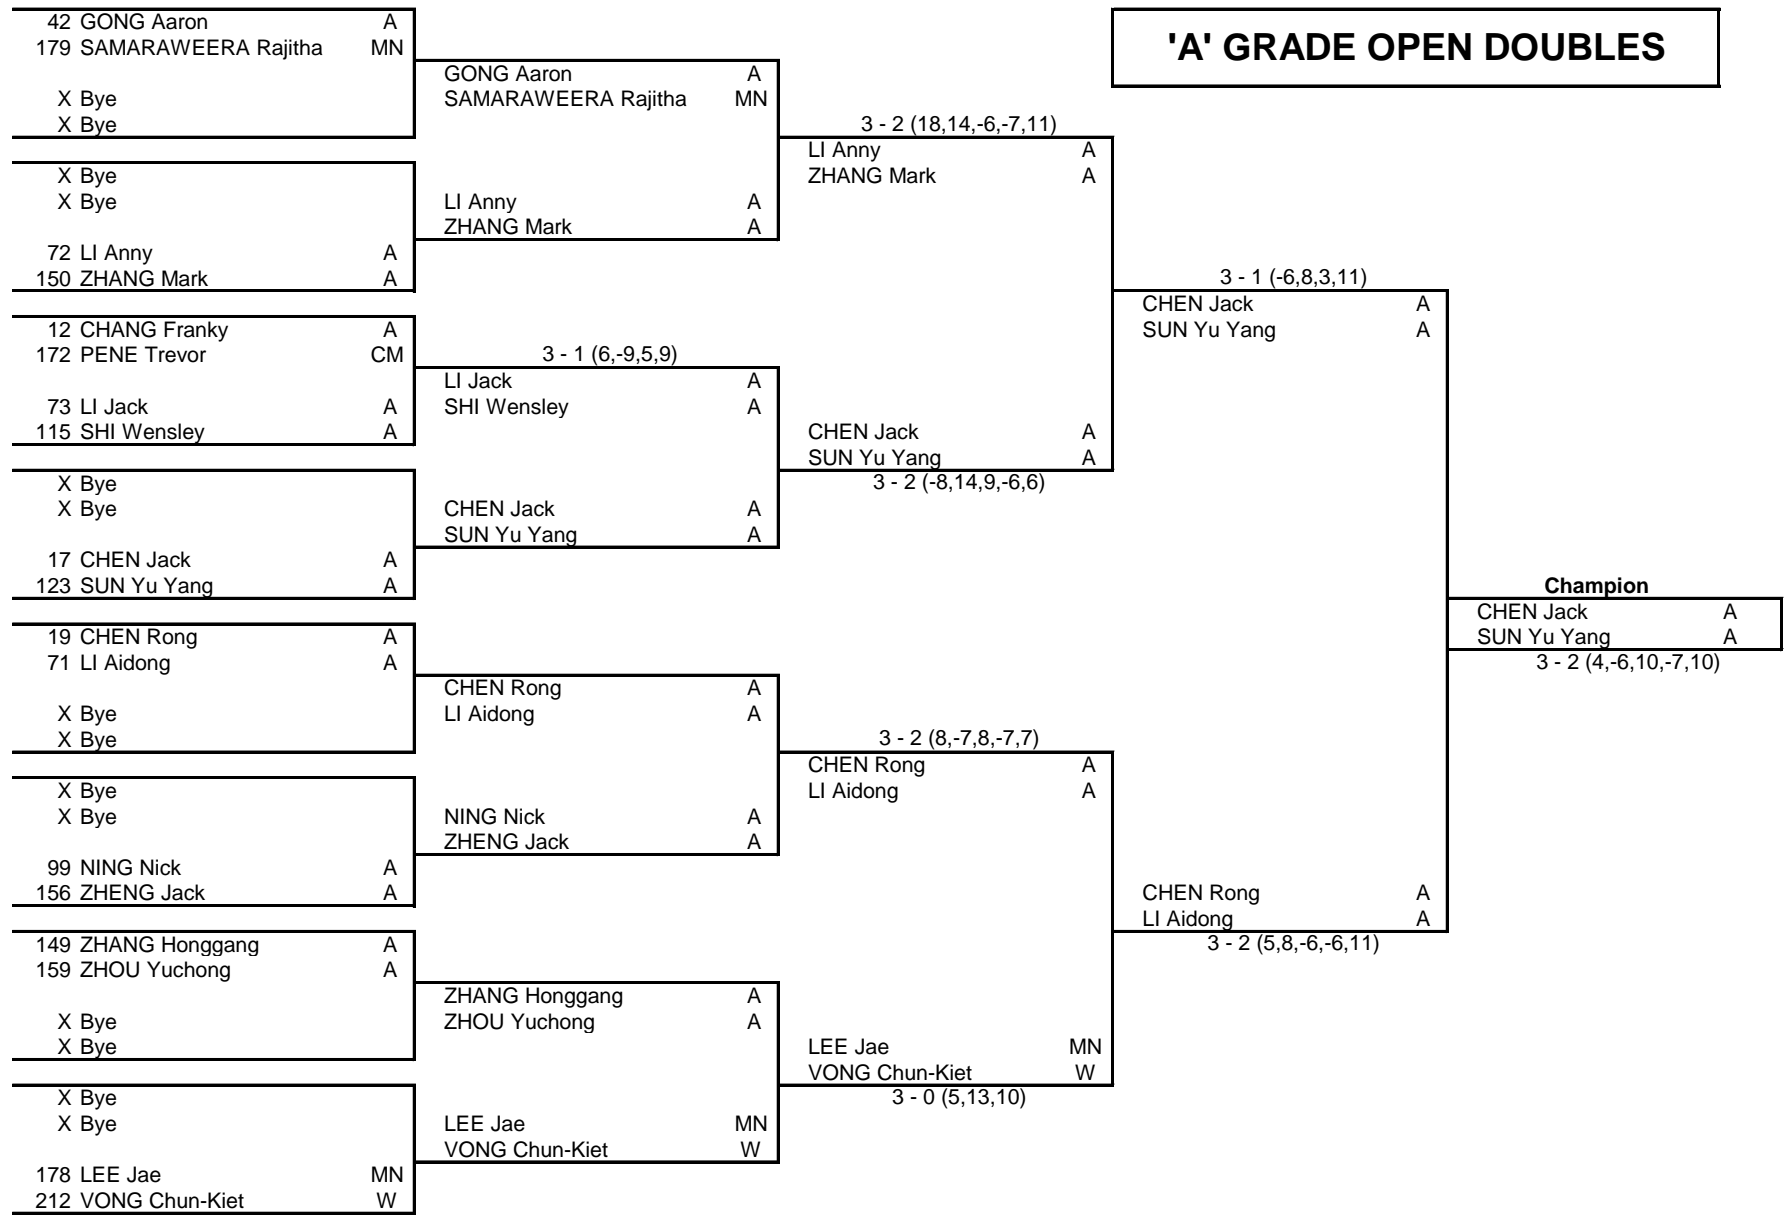 'A' GRADE OPEN DOUBLES
42 GONG Aaron A
179 SAMARAWEERA Rajitha MN
X Bye
X Bye
X Bye
X Bye
72 LI Anny A
150 ZHANG Mark A
12 CHANG Franky A
172 PENE Trevor CM
73 LI Jack A
115 SHI Wensley A
X Bye
X Bye
17 CHEN Jack A
123 SUN Yu Yang A
19 CHEN Rong A
71 LI Aidong A
X Bye
X Bye
X Bye
X Bye
99 NING Nick A
156 ZHENG Jack A
149 ZHANG Honggang A
159 ZHOU Yuchong A
X Bye
X Bye
X Bye
X Bye
178 LEE Jae MN
212 VONG Chun-Kiet W
GONG Aaron A
SAMARAWEERA Rajitha MN
LI Anny A
ZHANG Mark A
3 - 1 (6,-9,5,9)
LI Jack A
SHI Wensley A
CHEN Jack A
SUN Yu Yang A
CHEN Rong A
LI Aidong A
NING Nick A
ZHENG Jack A
ZHANG Honggang A
ZHOU Yuchong A
LEE Jae MN
VONG Chun-Kiet W
3 - 2 (18,14,-6,-7,11)
LI Anny A
ZHANG Mark A
CHEN Jack A
SUN Yu Yang A
3 - 2 (-8,14,9,-6,6)
3 - 2 (8,-7,8,-7,7)
CHEN Rong A
LI Aidong A
LEE Jae MN
VONG Chun-Kiet W
3 - 0 (5,13,10)
3 - 1 (-6,8,3,11)
CHEN Jack A
SUN Yu Yang A
CHEN Rong A
LI Aidong A
3 - 2 (5,8,-6,-6,11)
Champion
CHEN Jack A
SUN Yu Yang A
3 - 2 (4,-6,10,-7,10)